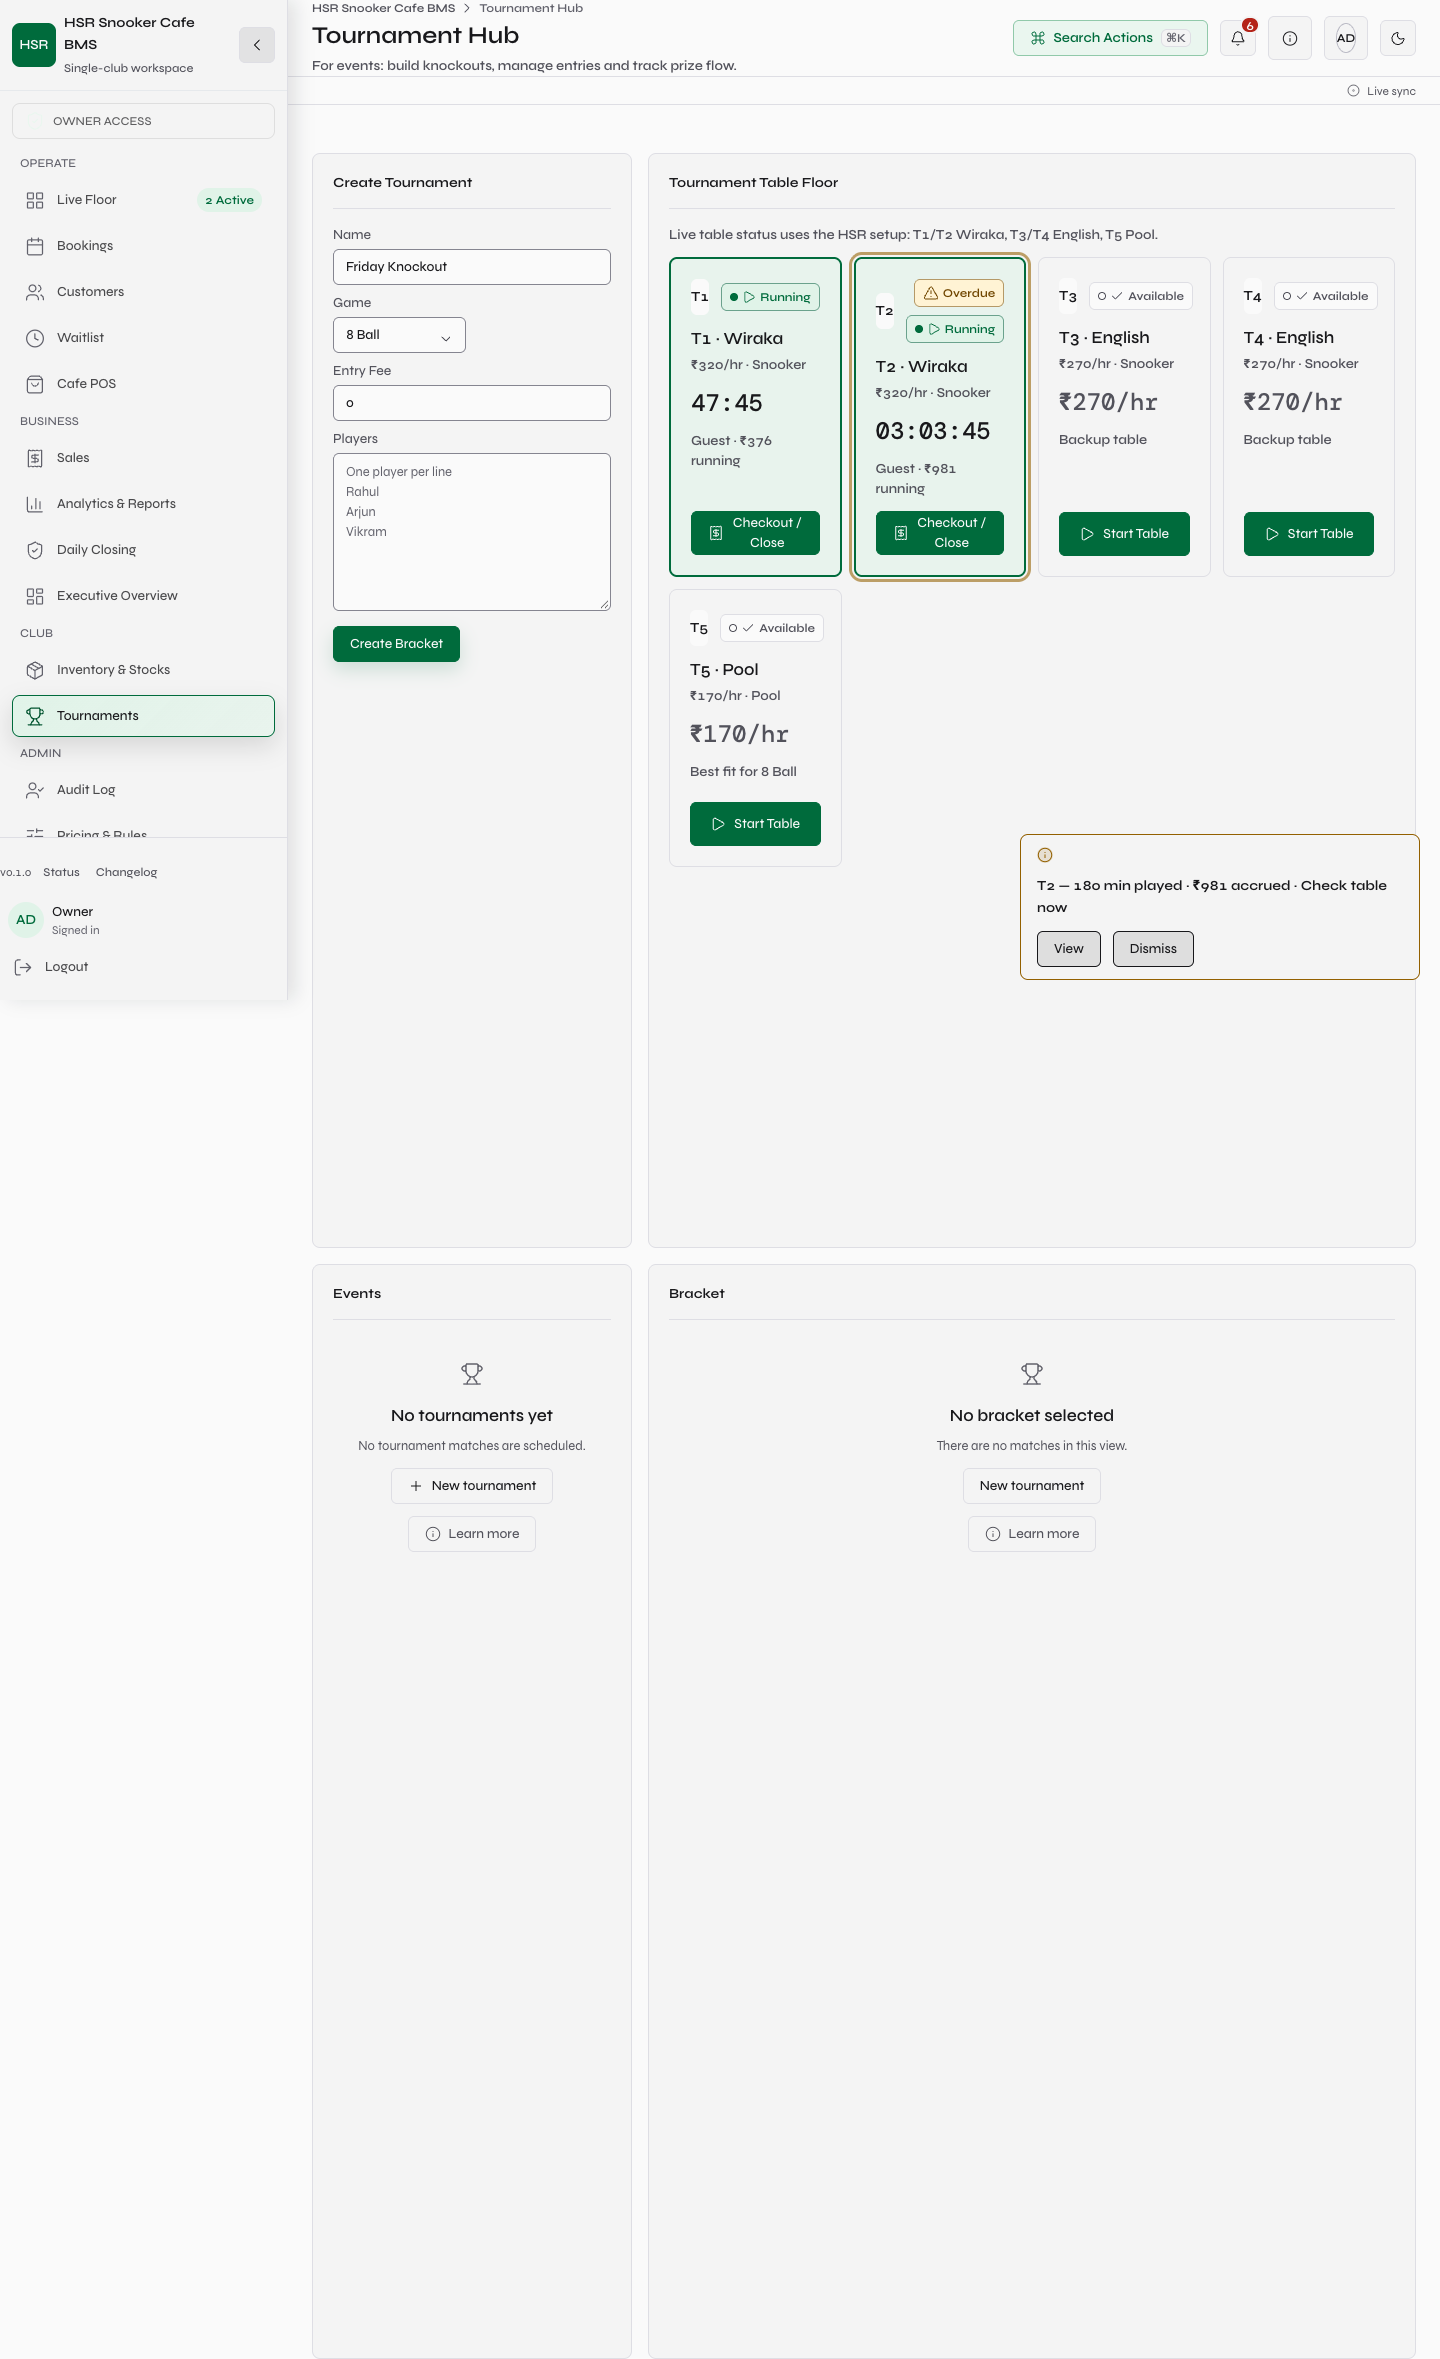 HSR
HSR Snooker Cafe
BMS
Single-club workspace
OWNER ACCESS
OPERATE
Live Floor
2 Active
Bookings
Customers
Waitlist
Cafe POS
BUSINESS
Sales
Analytics & Reports
Daily Closing
Executive Overview
CLUB
Inventory & Stocks
Tournaments
ADMIN
Audit Log
Pricing & Rules
v0.1.0 Status Changelog
AD
Owner
Signed in
Logout
HSR Snooker Cafe BMS > Tournament Hub
Tournament Hub
For events: build knockouts, manage entries and track prize flow.
Search Actions ⌘K
6
AD
Live sync
Create Tournament
Name
Friday Knockout
Game
8 Ball
Entry Fee
0
Players
One player per line
Rahul
Arjun
Vikram
Create Bracket
Tournament Table Floor
Live table status uses the HSR setup: T1/T2 Wiraka, T3/T4 English, T5 Pool.
T1
Running
T1 · Wiraka
₹320/hr · Snooker
47:45
Guest · ₹376
running
Checkout /
Close
T2
Overdue
Running
T2 · Wiraka
₹320/hr · Snooker
03:03:45
Guest · ₹981
running
Checkout /
Close
T3
Available
T3 · English
₹270/hr · Snooker
₹270/hr
Backup table
Start Table
T4
Available
T4 · English
₹270/hr · Snooker
₹270/hr
Backup table
Start Table
T5
Available
T5 · Pool
₹170/hr · Pool
₹170/hr
Best fit for 8 Ball
Start Table
T2 — 180 min played · ₹981 accrued · Check table
now
View
Dismiss
Events
No tournaments yet
No tournament matches are scheduled.
New tournament
Learn more
Bracket
No bracket selected
There are no matches in this view.
New tournament
Learn more